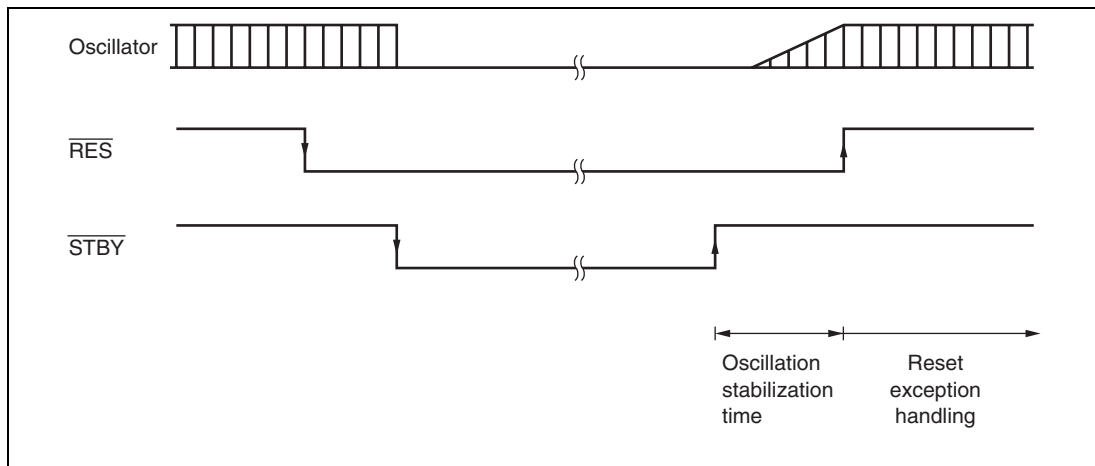 Oscillator
RES
STBY
Oscillation
stabilization
time
Reset
exception
handling